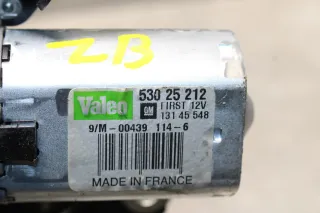 ZB
Valeo
530 25 212
GM
FIRST 12V
131 45 548
9/M-00439 114-6
MADE IN FRANCE